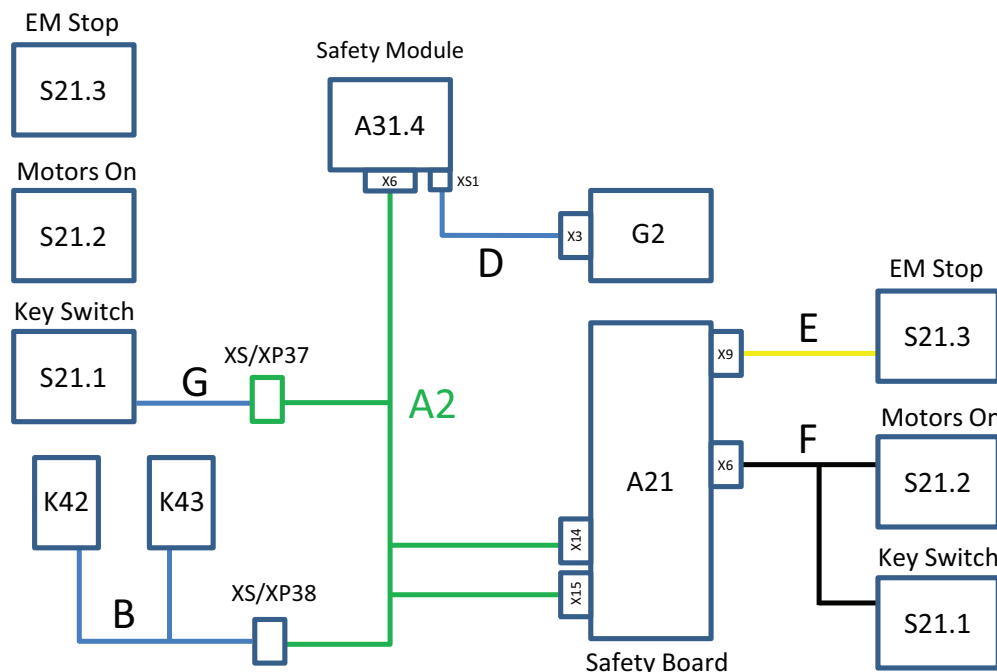 EM Stop
S21.3
Motors On
S21.2
Key Switch
S21.1
G
XS/XP37
K42
K43
B
XS/XP38
Safety Module
A31.4
X6
XS1
D
X3
G2
A2
X14
X15
A21
X9
X6
Safety Board
E
EM Stop
S21.3
F
Motors On
S21.2
Key Switch
S21.1